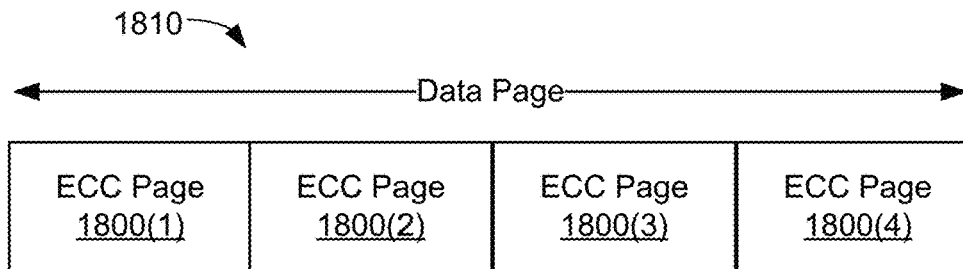 1810
Data Page
ECC Page ECC Page ECC Page ECC Page
1800(1) 1800(2) 1800(3) 1800(4)